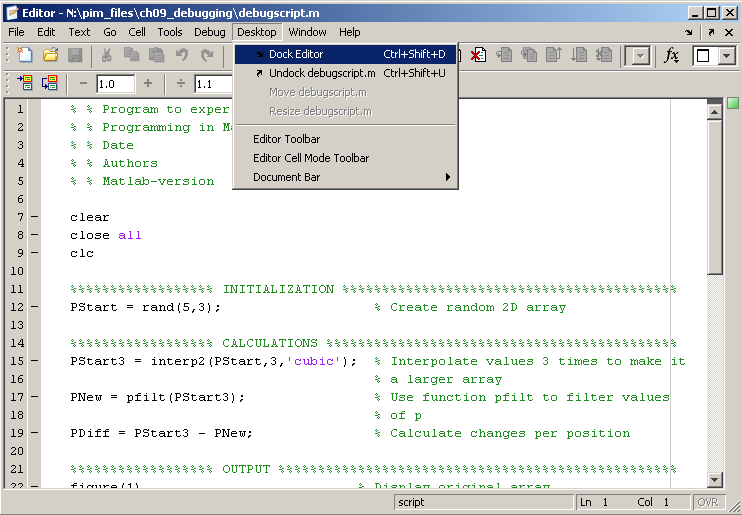 Editor - N:\pim_files\ch09_debugging\debugscript.m
File Edit Text Go Cell Tools Debug Desktop Window Help
Dock Editor Ctrl+Shift+D
Undock debugscript.m Ctrl+Shift+U
Move debugscript.m
Resize debugscript.m
Editor Toolbar
Editor Cell Mode Toolbar
Document Bar
fx
− 1.0 + ÷ 1.1
1 % % Program to exper
2 % % Programming in Ma
3 % % Date
4 % % Authors
5 % % Matlab-version
6
7 − clear
8 − close all
9 − clc
10
11 %%%%%%%%%%%%%%%%%% INITIALIZATION %%%%%%%%%%%%%%%%%%%%%%%%%%%%%%%%%%%%%%%%%%
12 − PStart = rand(5,3); % Create random 2D array
13
14 %%%%%%%%%%%%%%%%%% CALCULATIONS %%%%%%%%%%%%%%%%%%%%%%%%%%%%%%%%%%%%%%%%%%%%
15 − PStart3 = interp2(PStart,3,'cubic'); % Interpolate values 3 times to make it
16 % a larger array
17 − PNew = pfilt(PStart3); % Use function pfilt to filter values
18 % of p
19 − PDiff = PStart3 - PNew; % Calculate changes per position
20
21 %%%%%%%%%%%%%%%%%% OUTPUT %%%%%%%%%%%%%%%%%%%%%%%%%%%%%%%%%%%%%%%%%%%%%%%%%%
22 − figure(1) % Display original array
script Ln 1 Col 1 OVR